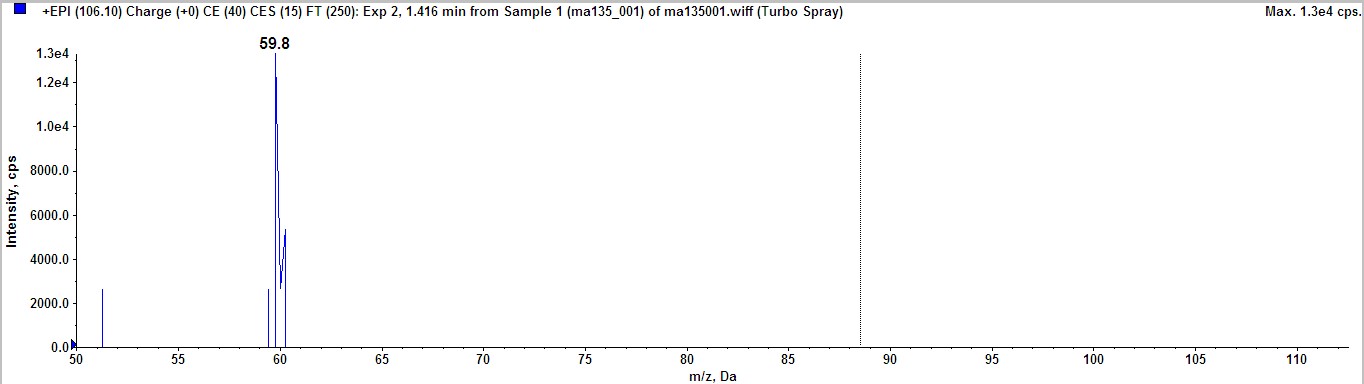 +EPI (106.10) Charge (+0) CE (40) CES (15) FT (250): Exp 2, 1.416 min from Sample 1 (ma135_001) of ma135001.wiff (Turbo Spray)
Max. 1.3e4 cps.
59.8
1.3e4
1.2e4
1.0e4
8000.0
6000.0
4000.0
2000.0
0.0
Intensity, cps
50 55 60 65 70 75 80 85 90 95 100 105 110
m/z, Da